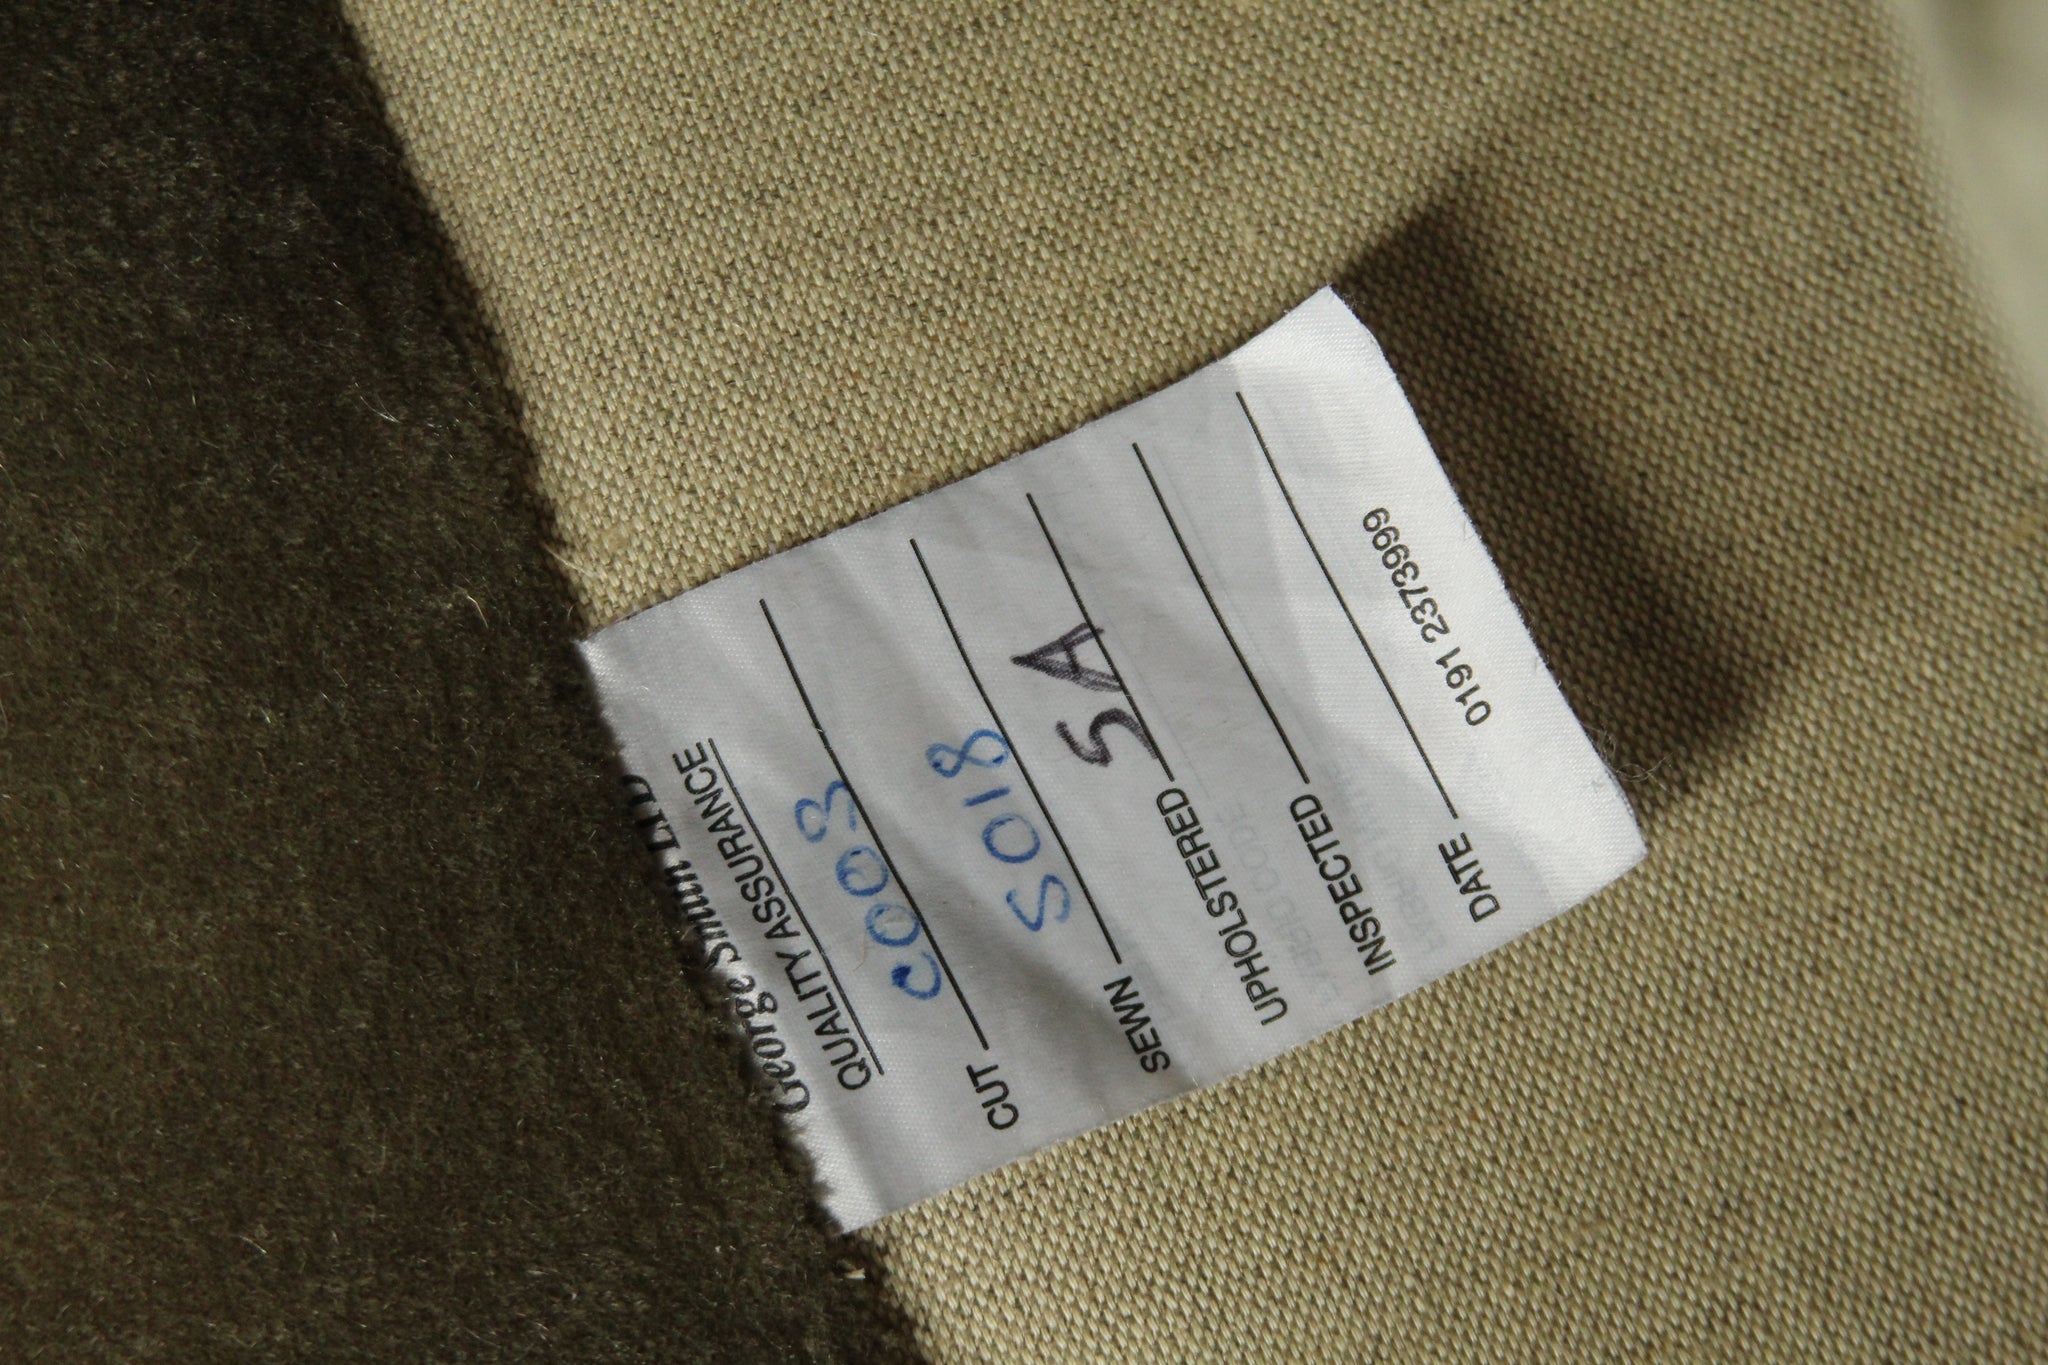 George Smith LTD
QUALITY ASSURANCE
CUT C003
SEWN S018
UPHOLSTERED SA
INSPECTED
DATE
0191 2373999